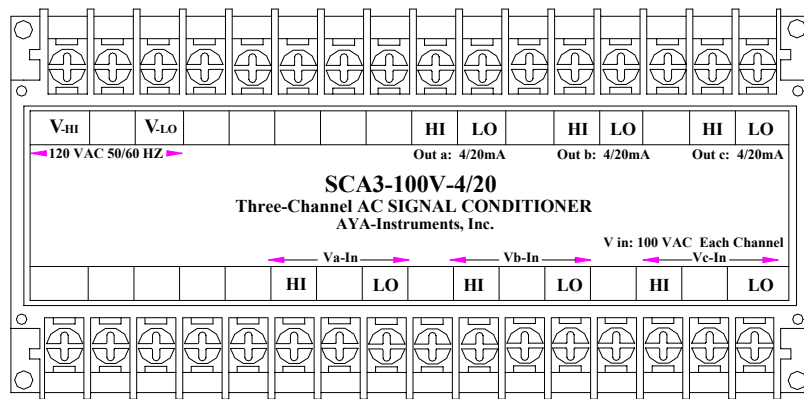 V-HI V-LO HI LO HI LO HI LO
120 VAC 50/60 HZ Out a: 4/20mA Out b: 4/20mA Out c: 4/20mA
SCA3-100V-4/20
Three-Channel AC SIGNAL CONDITIONER
AYA-Instruments, Inc.
V in: 100 VAC Each Channel
Va-In Vb-In Vc-In
HI LO HI LO HI LO